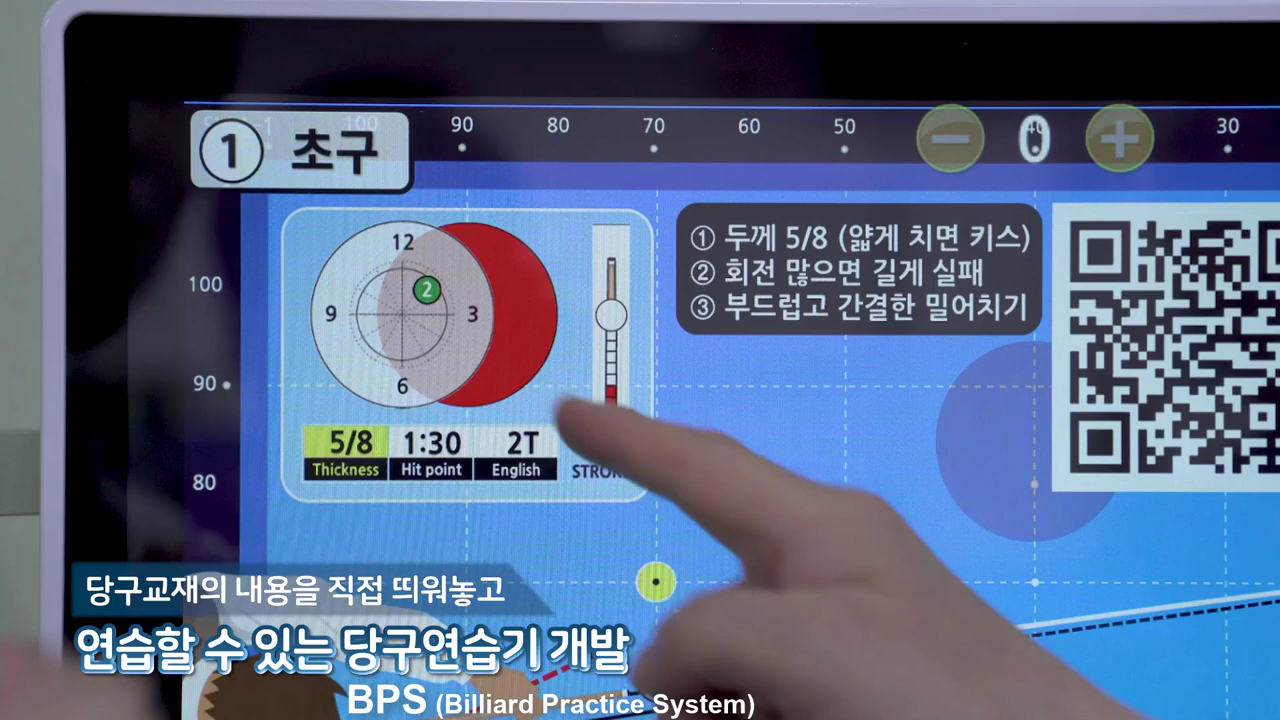 100 90 80 70 60 50 40 30
① 초구
0
① 두께 5/8 (얇게 치면 키스)
② 회전 많으면 길게 실패
③ 부드럽고 간결한 밀어치기
12
2
9 3
6
100
90
80
5/8 1:30 2T
Thickness Hit point English
당구교재의 내용을 직접 띄워놓고
연습할 수 있는 당구연습기 개발
BPS (Billiard Practice System)